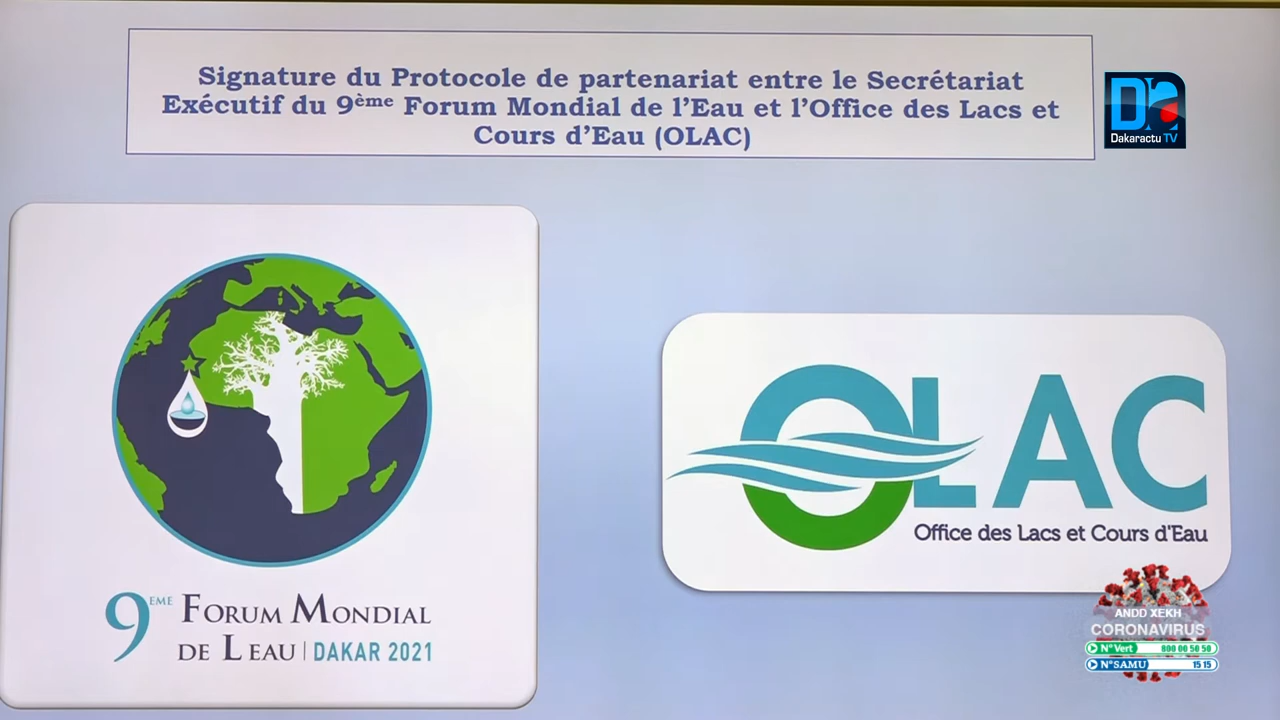 Signature du Protocole de partenariat entre le Secrétariat
Exécutif du 9ème Forum Mondial de l'Eau et l'Office des Lacs et
Cours d'Eau (OLAC)
Da
Dakaractu TV
9EME FORUM MONDIAL
DE LEAU | DAKAR 2021
OLAC
Office des Lacs et Cours d'Eau
ANDD XEKH
CORONAVIRUS
N°Vert 800 00 50 50
N°SAMU 15 15